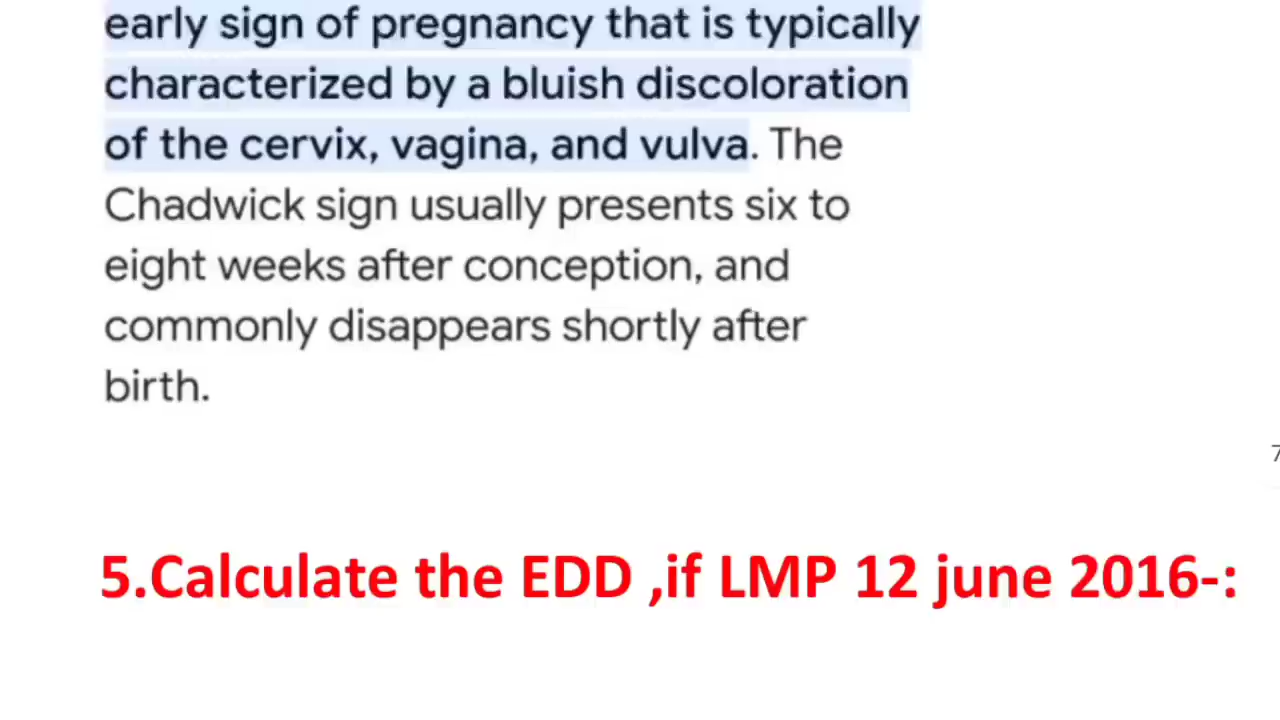 early sign of pregnancy that is typically
characterized by a bluish discoloration
of the cervix, vagina, and vulva. The
Chadwick sign usually presents six to
eight weeks after conception, and
commonly disappears shortly after
birth.
7
5.Calculate the EDD ,if LMP 12 june 2016-: